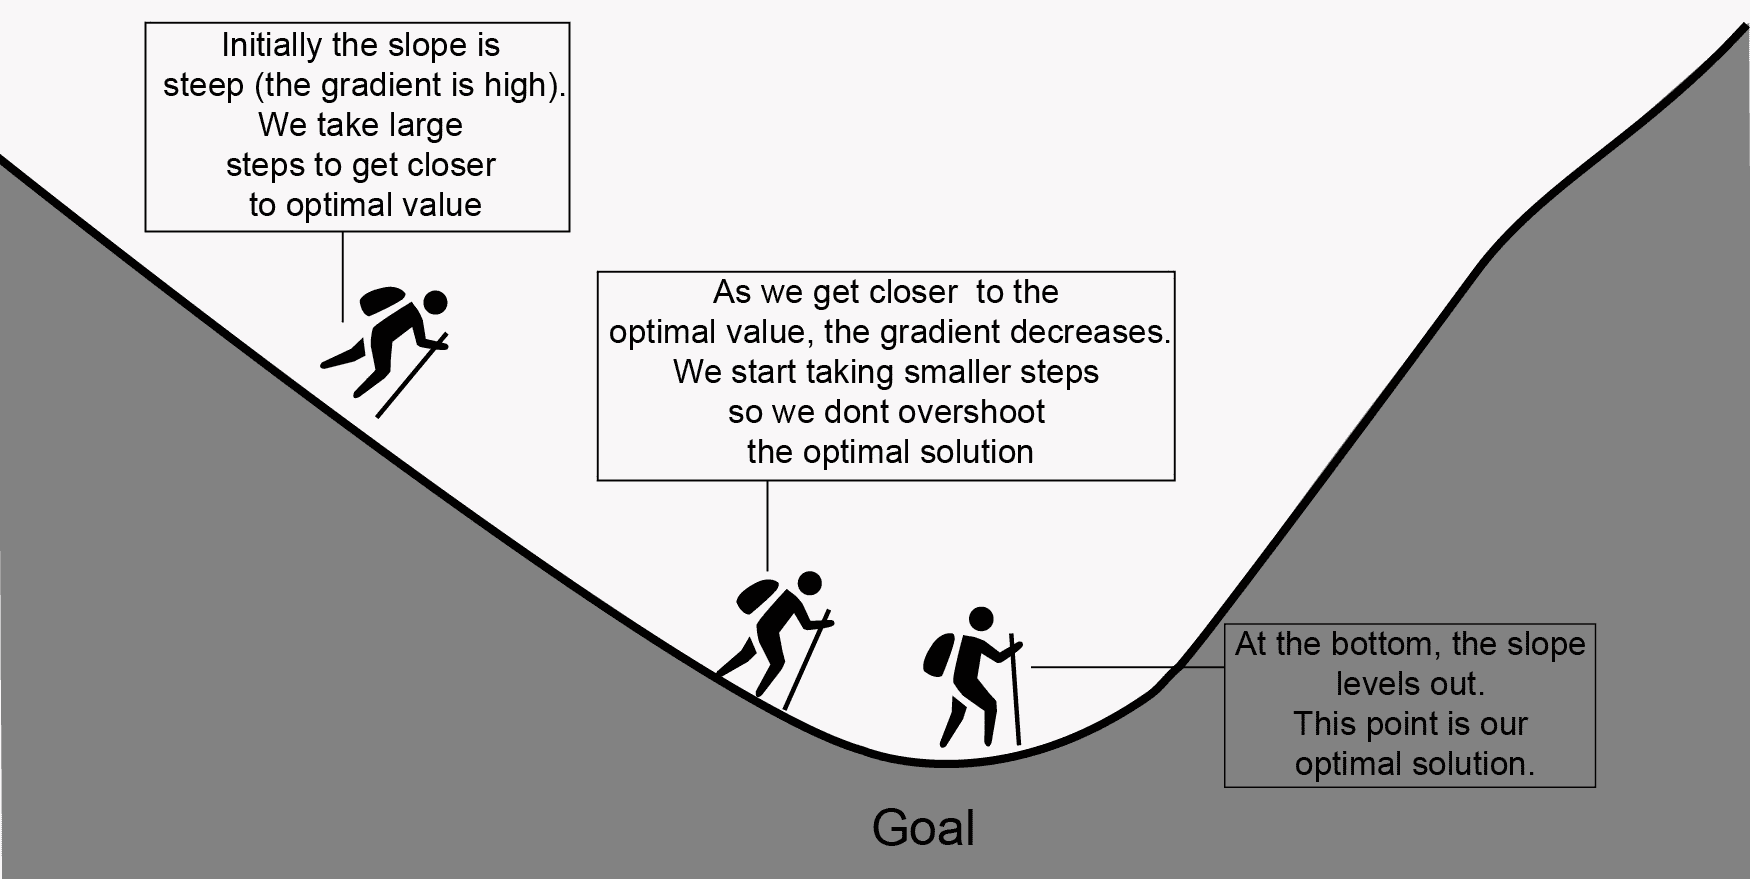 Initially the slope is
steep (the gradient is high).
We take large
steps to get closer
to optimal value
As we get closer  to the
optimal value, the gradient decreases.
We start taking smaller steps
so we dont overshoot
the optimal solution
At the bottom, the slope
levels out.
This point is our
optimal solution.
Goal